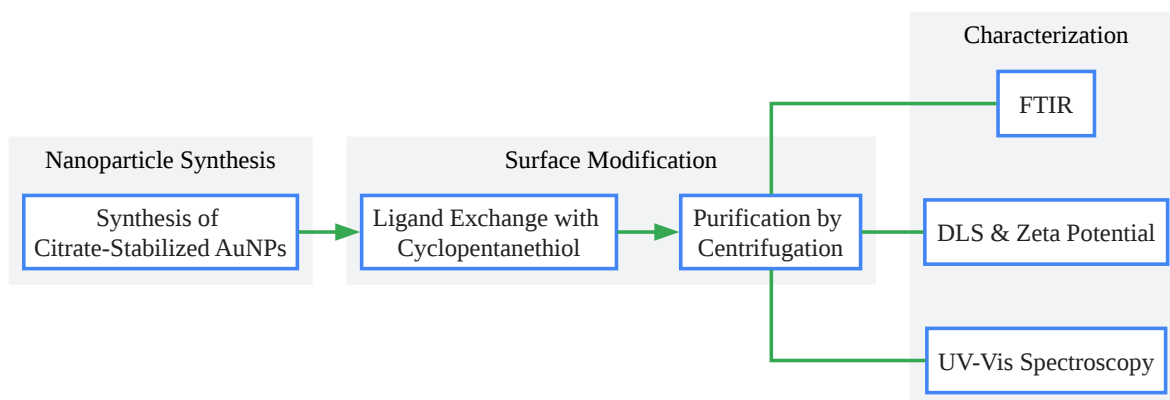 Nanoparticle Synthesis
Synthesis of
Citrate-Stabilized AuNPs
Surface Modification
Ligand Exchange with
Cyclopentanethiol
Purification by
Centrifugation
Characterization
FTIR
DLS & Zeta Potential
UV-Vis Spectroscopy